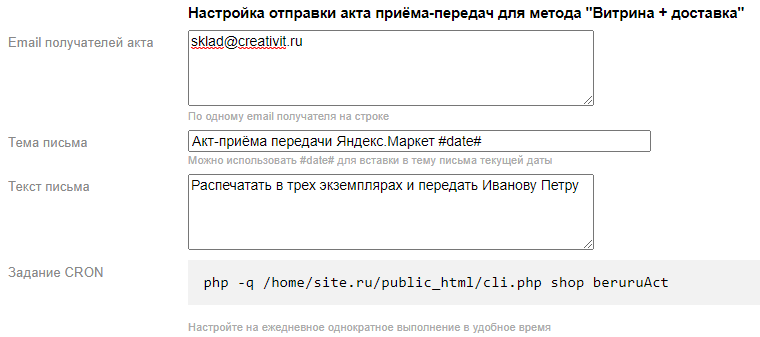 Настройка отправки акта приёма-передач для метода "Витрина + доставка"
Email получателей акта
sklad@creativit.ru
По одному email получателя на строке
Тема письма
Акт-приёма передачи Яндекс.Маркет #date#
Можно использовать #date# для вставки в тему письма текущей даты
Текст письма
Распечатать в трех экземплярах и передать Иванову Петру
Задание CRON
php -q /home/site.ru/public_html/cli.php shop beruruAct
Настройте на ежедневное однократное выполнение в удобное время